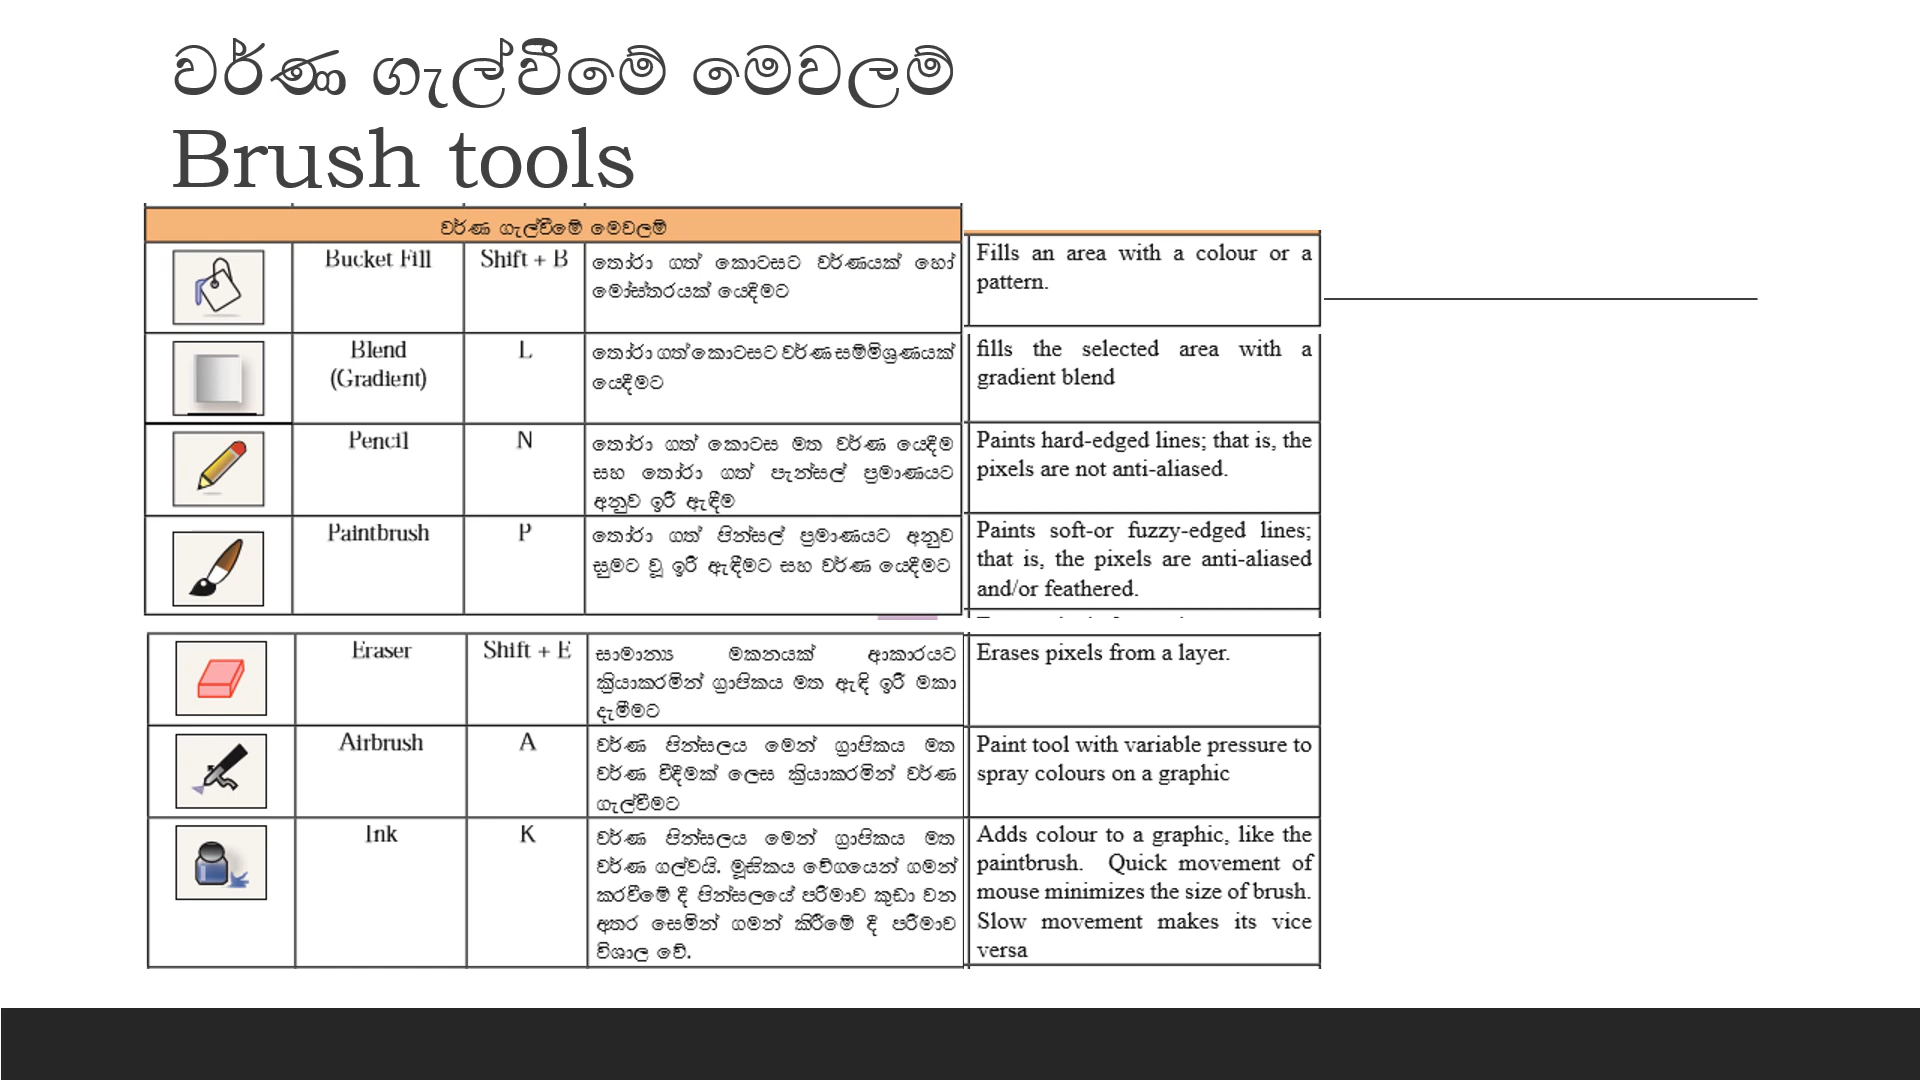 වර්ණ ගැල්වීමේ මෙවලම්
Brush tools
වර්ණ ගැල්වීමේ මෙවලම්
Bucket Fill
Shift + B
තෝරා ගත් කොටසට වර්ණයක් හෝ
මෝස්තරයක් යෙදීමට
Fills an area with a colour or a
pattern.
Blend
(Gradient)
L
තෝරා ගත් කොටසට වර්ණ සම්මිශ්‍රණයක්
යෙදීමට
fills the selected area with a
gradient blend
Pencil
N
තෝරා ගත් කොටස මත වර්ණ යෙදීම
සහ තෝරා ගත් පැන්සල් ප්‍රමාණයට
අනුව ඉරි ඇඳීම
Paints hard-edged lines; that is, the
pixels are not anti-aliased.
Paintbrush
P
තෝරා ගත් පින්සල් ප්‍රමාණයට අනුව
සුමට වූ ඉරි ඇඳීමට සහ වර්ණ යෙදීමට
Paints soft-or fuzzy-edged lines;
that is, the pixels are anti-aliased
and/or feathered.
Eraser
Shift + E
සාමාන්‍ය මකනයක් ආකාරයට
ක්‍රියාකරමින් ග්‍රාපිකය මත ඇඳි ඉරි මකා
දැමීමට
Erases pixels from a layer.
Airbrush
A
වර්ණ පින්සලය මෙන් ග්‍රාපිකය මත
වර්ණ විදීමක් ලෙස ක්‍රියාකරමින් වර්ණ
ගැල්වීමට
Paint tool with variable pressure to
spray colours on a graphic
Ink
K
වර්ණ පින්සලය මෙන් ග්‍රාපිකය මත
වර්ණ ගල්වයි. මූසිකය වේගයෙන් ගමන්
කරවීමේ දී පින්සලයේ පරිමාව කුඩා වන
අතර සෙමින් ගමන් කිරීමේ දී පරිමාව
විශාල වේ.
Adds colour to a graphic, like the
paintbrush. Quick movement of
mouse minimizes the size of brush.
Slow movement makes its vice
versa